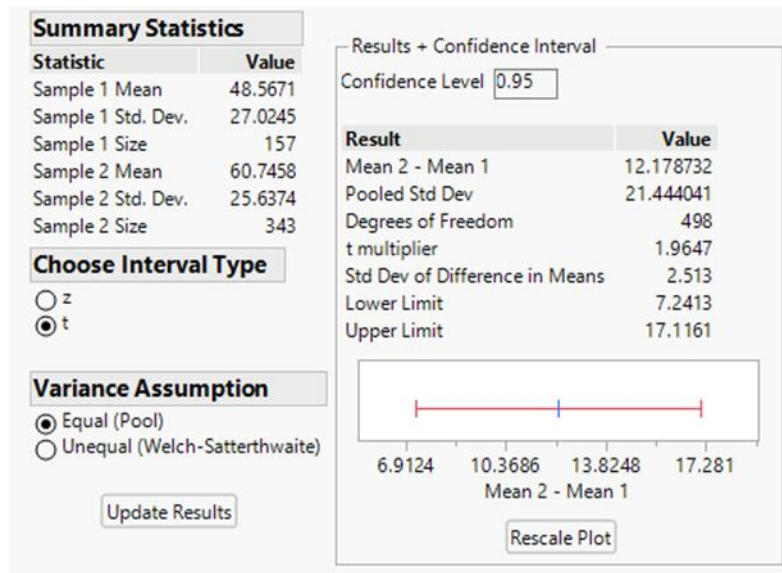 Summary Statistics
Statistic Value
Sample 1 Mean 48.5671
Sample 1 Std. Dev. 27.0245
Sample 1 Size 157
Sample 2 Mean 60.7458
Sample 2 Std. Dev. 25.6374
Sample 2 Size 343
Choose Interval Type
z
t
Variance Assumption
Equal (Pool)
Unequal (Welch-Satterthwaite)
Update Results
Results + Confidence Interval
Confidence Level 0.95
Result Value
Mean 2 - Mean 1 12.178732
Pooled Std Dev 21.444041
Degrees of Freedom 498
t multiplier 1.9647
Std Dev of Difference in Means 2.513
Lower Limit 7.2413
Upper Limit 17.1161
6.9124 10.3686 13.8248 17.281
Mean 2 - Mean 1
Rescale Plot